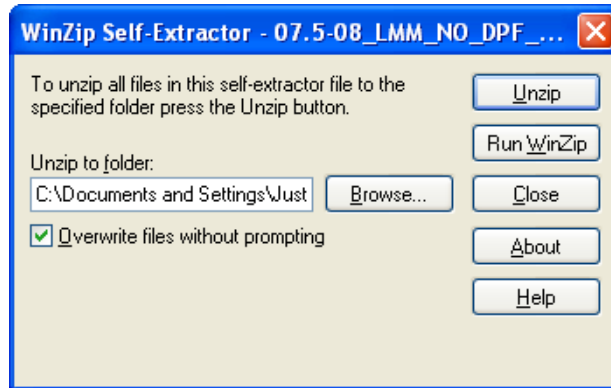 WinZip Self-Extractor - 07.5-08_LMM_NO_DPF_...
To unzip all files in this self-extractor file to the
specified folder press the Unzip button.
Unzip to folder:
C:\Documents and Settings\Just
Browse...
Overwrite files without prompting
Unzip
Run WinZip
Close
About
Help